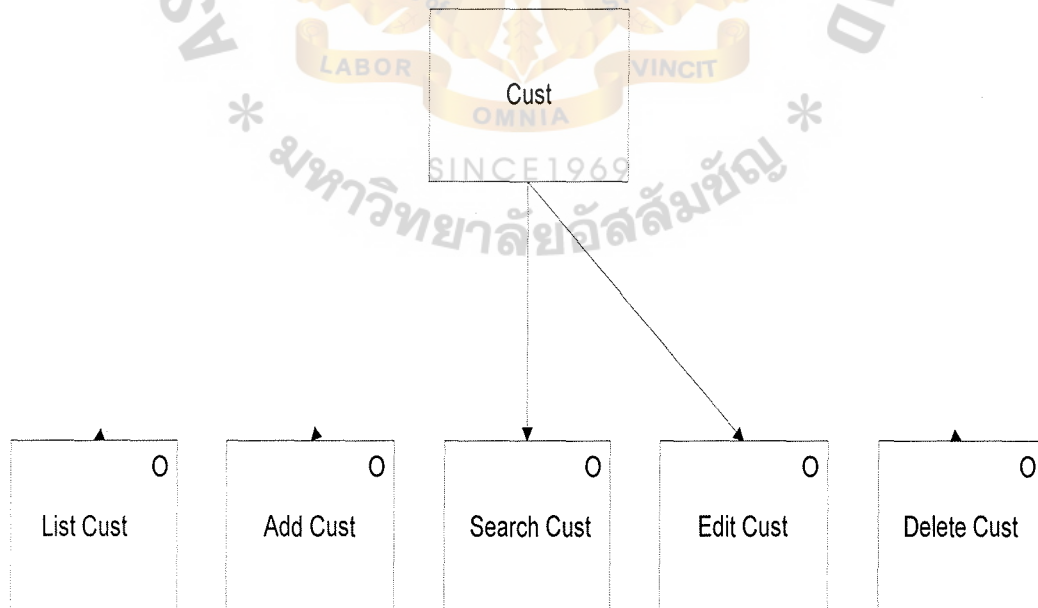 LABOR
VINCIT
Cust
OMNIA
SINCE1969
* มหาวิทยาลัยอัสสัมชัญ *
O
O
O
O
O
List Cust
Add Cust
Search Cust
Edit Cust
Delete Cust